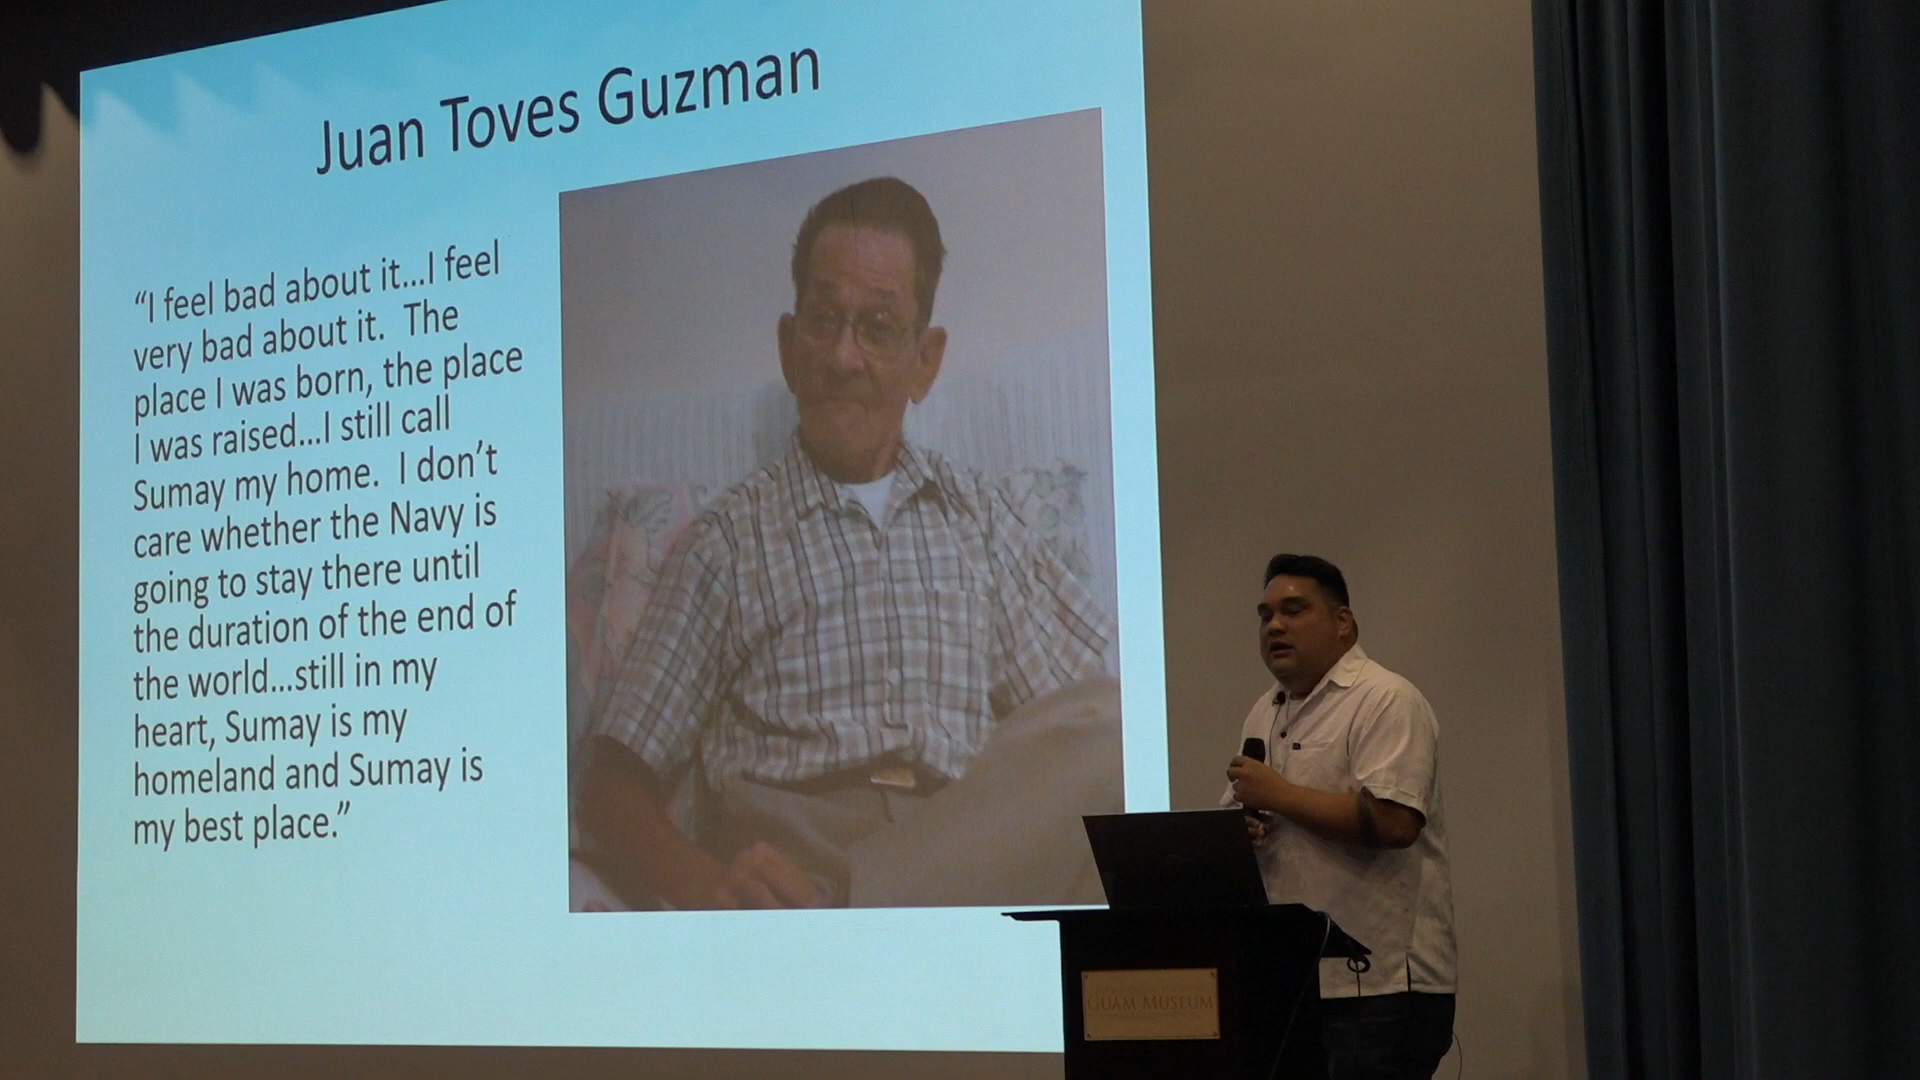 Juan Toves Guzman
“I feel bad about it...I feel
very bad about it.  The
place I was born, the place
I was raised...I still call
Sumay my home.  I don’t
care whether the Navy is
going to stay there until
the duration of the end of
the world...still in my
heart, Sumay is my
homeland and Sumay is
my best place.”
GUAM MUSEUM